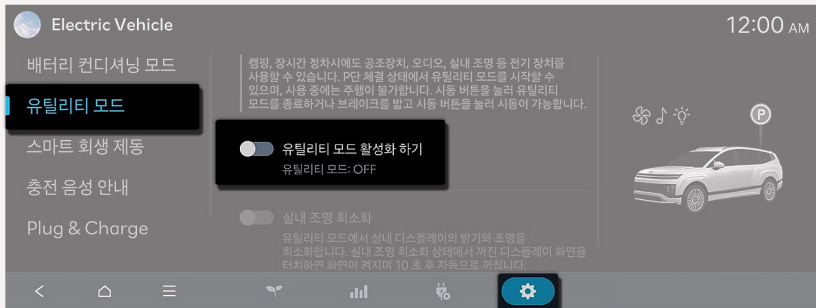 Electric Vehicle
12:00 AM
배터리 컨디셔닝 모드
유틸리티 모드
스마트 회생 제동
충전 음성 안내
Plug & Charge
캠핑, 장시간 정차시에도 공조장치, 오디오, 실내 조명 등 전기 장치를
사용할 수 있습니다. P단 체결 상태에서 유틸리티 모드를 시작할 수
있으며, 사용 중에는 주행이 불가합니다. 시동 버튼을 눌러 유틸리티
모드를 종료하거나 브레이크를 밟고 시동 버튼을 눌러 시동이 가능합니다.
유틸리티 모드 활성화 하기
유틸리티 모드: OFF
실내 조명 최소화
유틸리티 모드에서 실내 디스플레이의 밝기와 조명을
최소화합니다. 실내 조명 최소화 상태에서 꺼진 디스플레이 화면을
터치하면 화면이 켜지며 10 초 후 자동으로 꺼집니다.
P